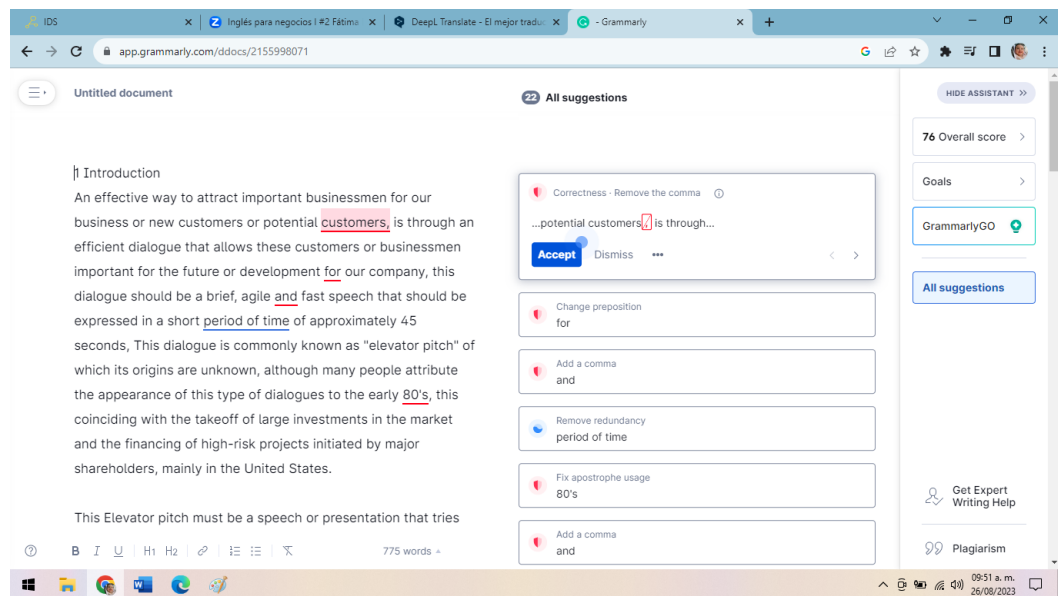 IDS
Inglés para negocios I #2 Fátima
DeepL Translate - El mejor traduc
- Grammarly
app.grammarly.com/ddocs/2155998071
Untitled document
22 All suggestions
HIDE ASSISTANT
76 Overall score
Goals
GrammarlyGO
All suggestions
Get Expert
Writing Help
Plagiarism
1 Introduction
An effective way to attract important businessmen for our
business or new customers or potential customers, is through an
efficient dialogue that allows these customers or businessmen
important for the future or development for our company, this
dialogue should be a brief, agile and fast speech that should be
expressed in a short period of time of approximately 45
seconds, This dialogue is commonly known as "elevator pitch" of
which its origins are unknown, although many people attribute
the appearance of this type of dialogues to the early 80's, this
coinciding with the takeoff of large investments in the market
and the financing of high-risk projects initiated by major
shareholders, mainly in the United States.
This Elevator pitch must be a speech or presentation that tries
Correctness · Remove the comma
...potential customers, is through...
Accept Dismiss
Change preposition
for
Add a comma
and
Remove redundancy
period of time
Fix apostrophe usage
80's
Add a comma
and
B I U H1 H2 775 words
09:51 a. m.
26/08/2023